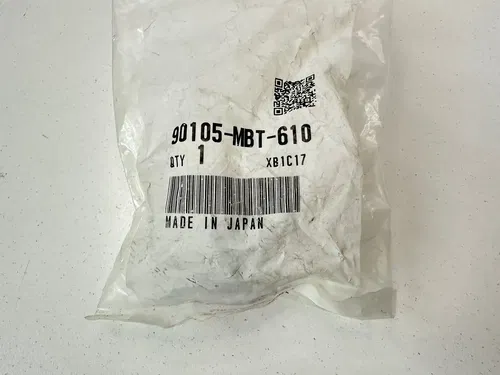 90105-MBT-610
QTY 1 XB1C17
MADE IN JAPAN